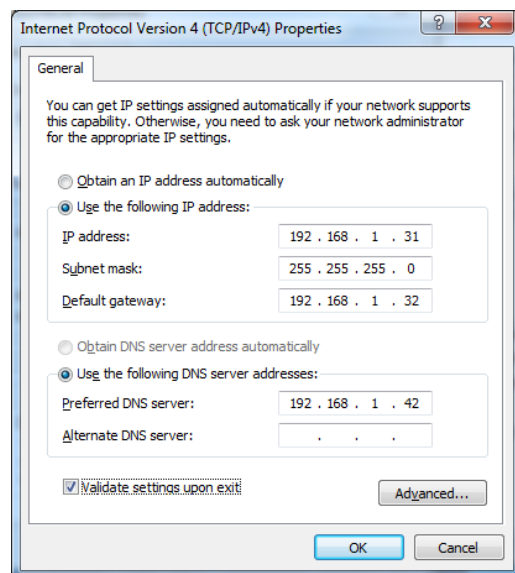 Internet Protocol Version 4 (TCP/IPv4) Properties
?
X
General
You can get IP settings assigned automatically if your network supports
this capability. Otherwise, you need to ask your network administrator
for the appropriate IP settings.
Obtain an IP address automatically
Use the following IP address:
IP address: 192 . 168 . 1 . 31
Subnet mask: 255 . 255 . 255 . 0
Default gateway: 192 . 168 . 1 . 32
Obtain DNS server address automatically
Use the following DNS server addresses:
Preferred DNS server: 192 . 168 . 1 . 42
Alternate DNS server: . . .
Validate settings upon exit
Advanced...
OK Cancel